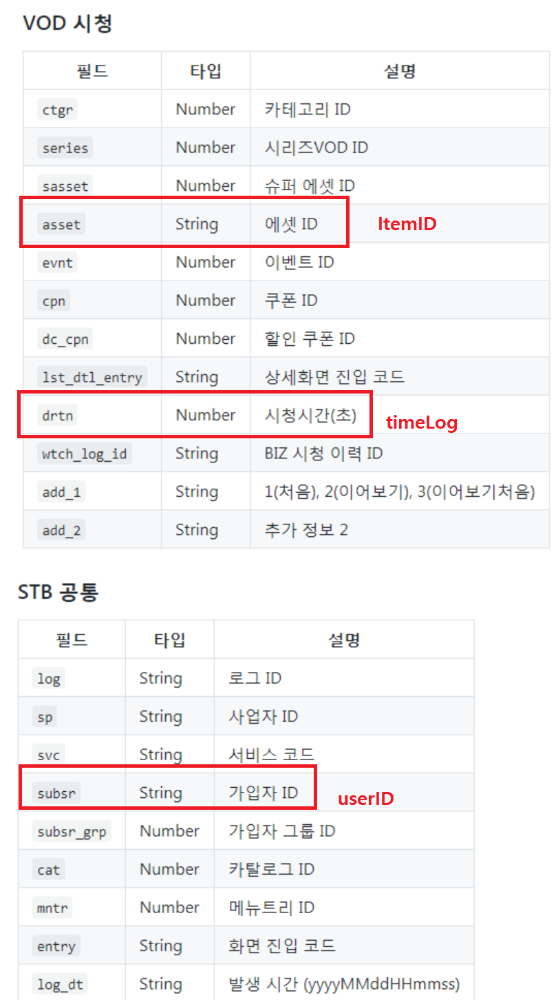 VOD 시청
필드 타입 설명
ctgr Number 카테고리 ID
series Number 시리즈VOD ID
sasset Number 슈퍼 에셋 ID
asset String 에셋 ID ItemID
evnt Number 이벤트 ID
cpn Number 쿠폰 ID
dc_cpn Number 할인 쿠폰 ID
lst_dtl_entry String 상세화면 진입 코드
drtn Number 시청시간(초) timeLog
wtch_log_id String BIZ 시청 이력 ID
add_1 String 1(처음), 2(이어보기), 3(이어보기처음)
add_2 String 추가 정보 2
STB 공통
필드 타입 설명
log String 로그 ID
sp String 사업자 ID
svc String 서비스 코드
subsr String 가입자 ID userID
subsr_grp Number 가입자 그룹 ID
cat Number 카탈로그 ID
mntr Number 메뉴트리 ID
entry String 화면 진입 코드
log_dt String 발생 시간 (yyyyMMddHHmmss)